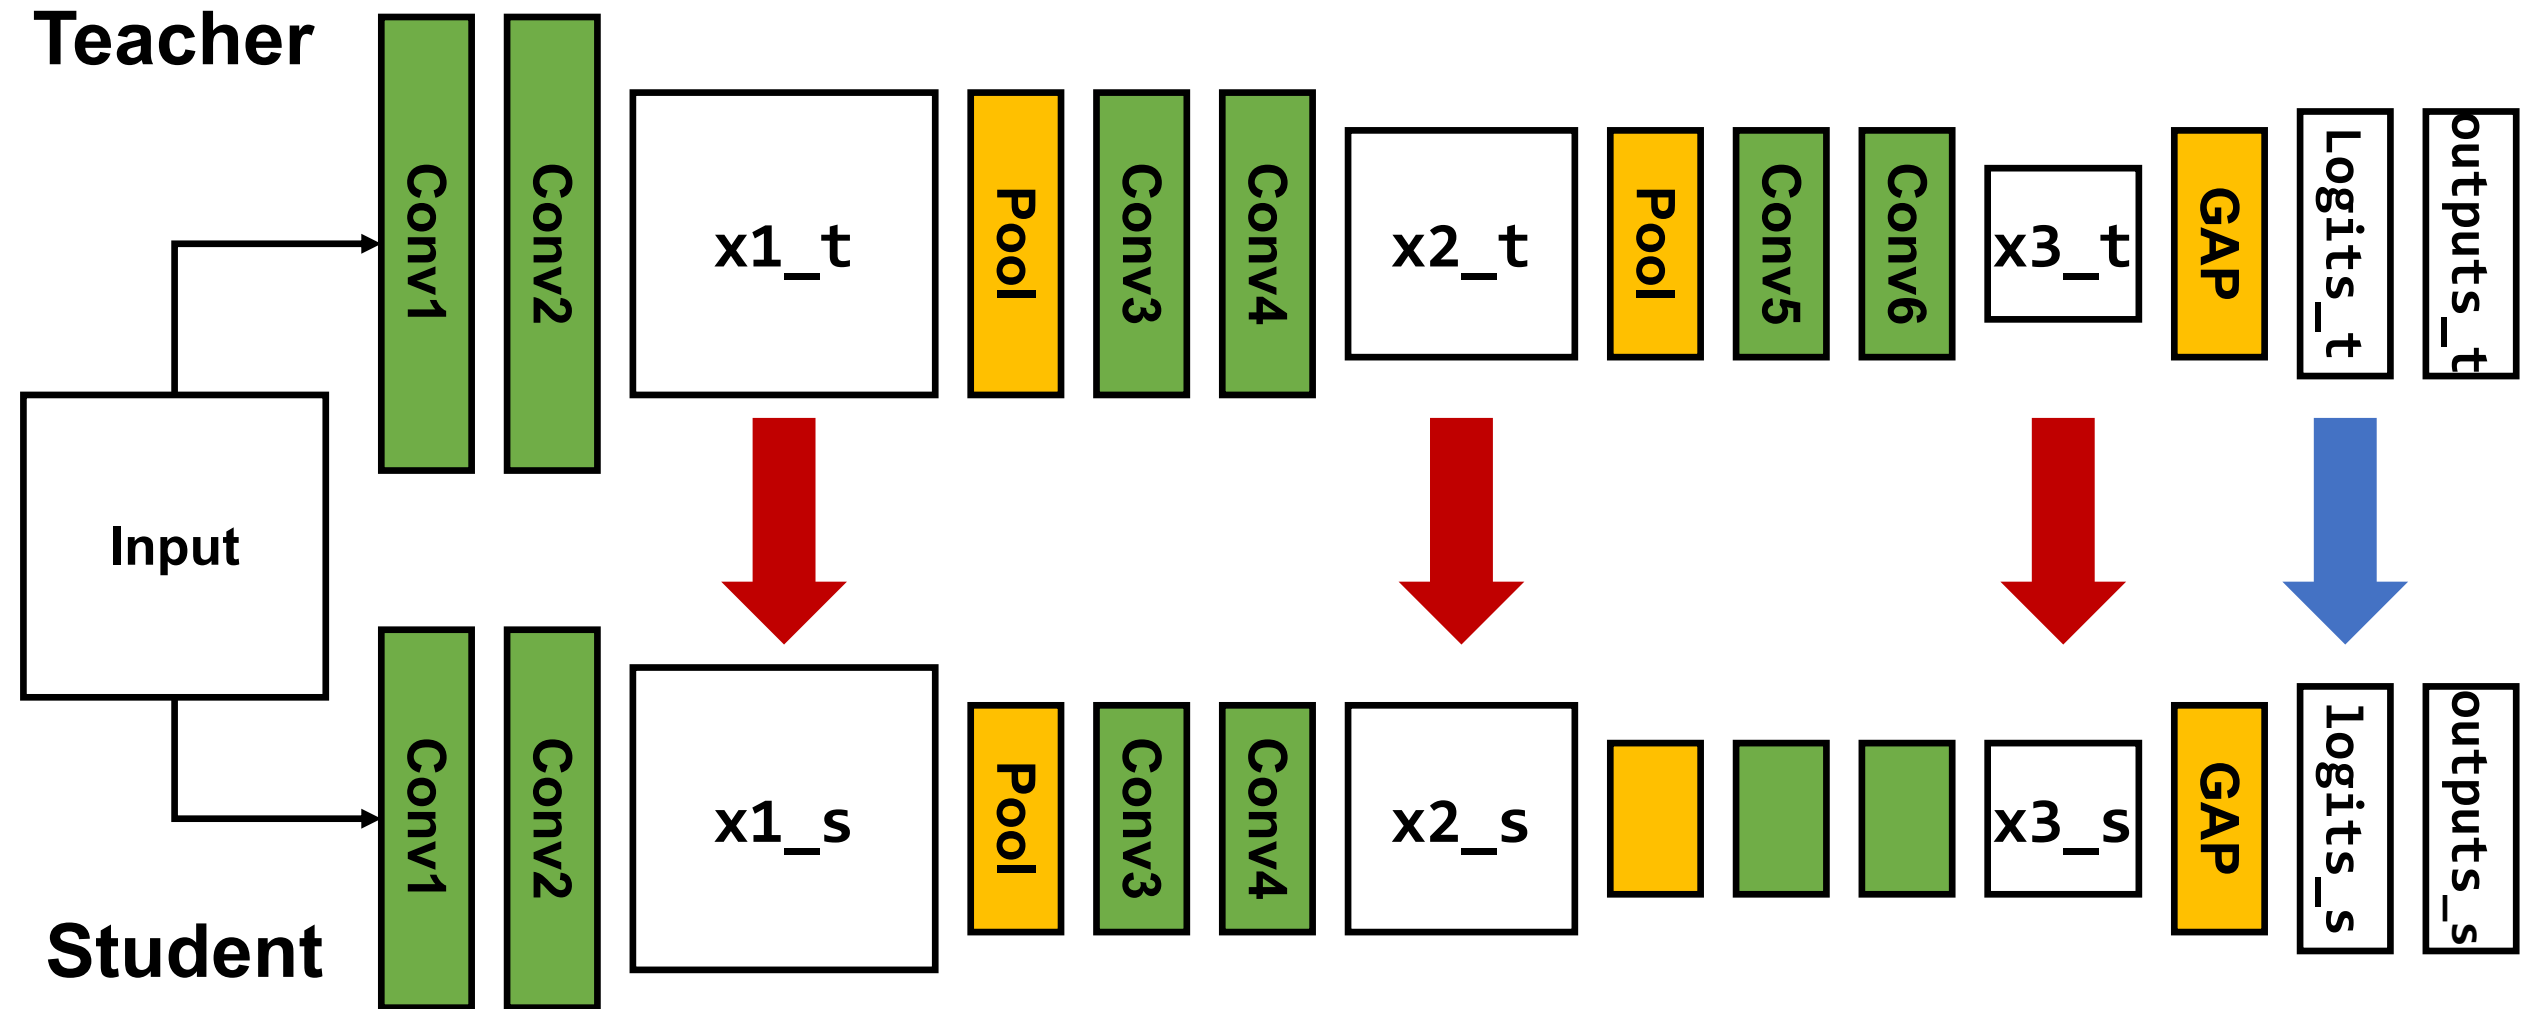 Teacher
Conv1
Conv2
x1_t
Pool
Conv3
Conv4
x2_t
Pool
Conv5
Conv6
x3_t
GAP
Logits_t
outputs_t
Input
Conv1
Conv2
x1_s
Pool
Conv3
Conv4
x2_s
x3_s
GAP
logits_s
outputs_s
Student